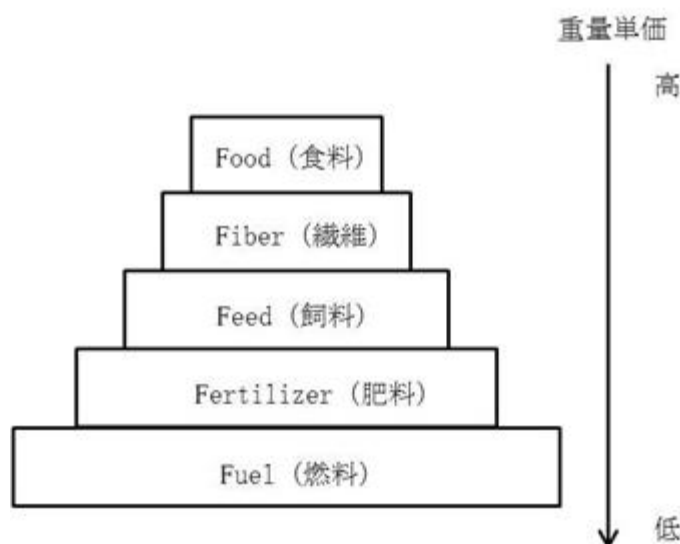 重量単価
高
Food (食料)
Fiber (繊維)
Feed (飼料)
Fertilizer (肥料)
Fuel (燃料)
低